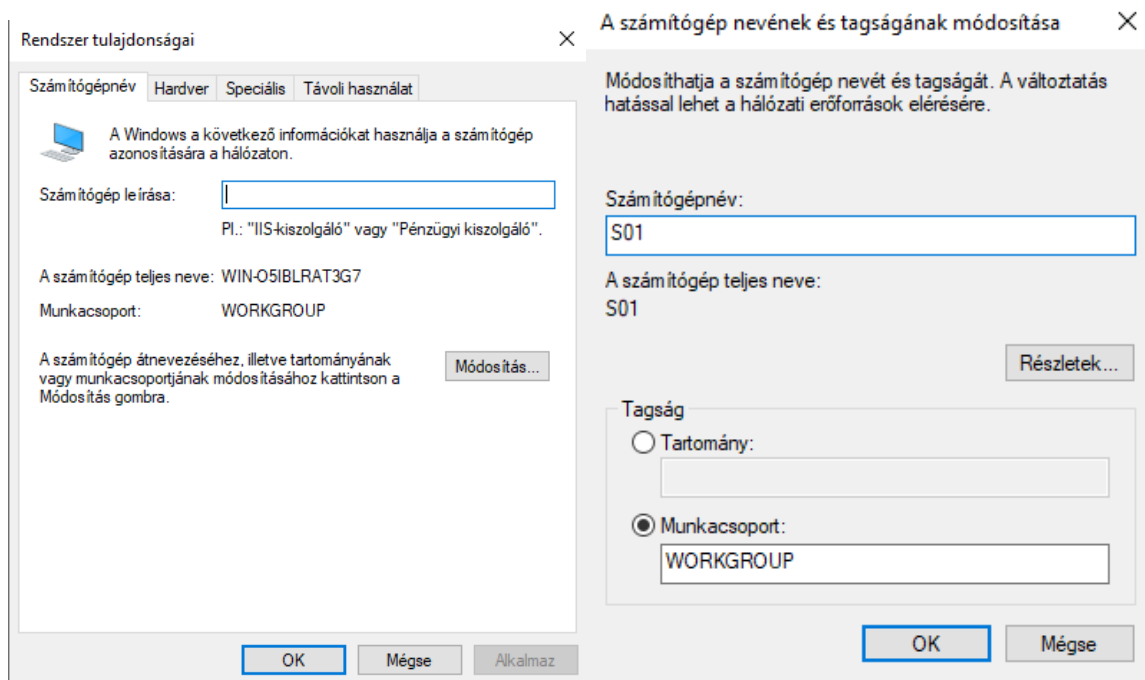 Rendszer tulajdonságai
Számítógépnév
Hardver
Speciális
Távoli használat
A Windows a következő információkat használja a számítógép
azonosítására a hálózaton.
Számítógép leírása:
Pl.: "IIS-kiszolgáló" vagy "Pénzügyi kiszolgáló".
A számítógép teljes neve: WIN-O5IBLRAT3G7
Munkacsoport: WORKGROUP
A számítógép átnevezéséhez, illetve tartományának
vagy munkacsoportjának módosításához kattintson a
Módosítás gombra.
Módosítás...
OK
Mégse
Alkalmaz
A számítógép nevének és tagságának módosítása
Módosíthatja a számítógép nevét és tagságát. A változtatás
hatással lehet a hálózati erőforrások elérésére.
Számítógépnév:
S01
A számítógép teljes neve:
S01
Részletek...
Tagság
Tartomány:
Munkacsoport:
WORKGROUP
OK
Mégse